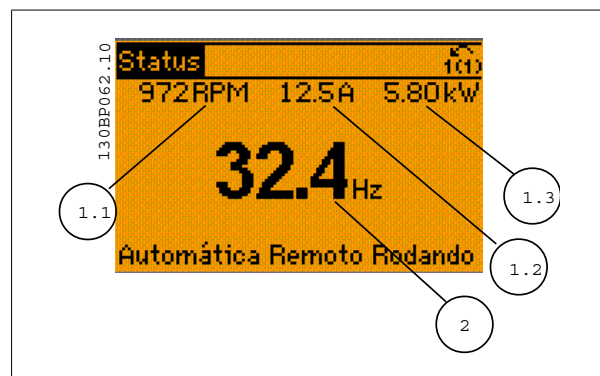 130BP062.10
Status
1(1)
972RPM 12.5A 5.80kW
32.4Hz
Automática Remoto Rodando
1.1
1.3
1.2
2